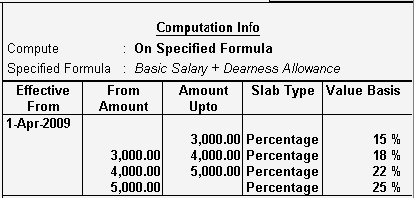 Computation Info
Compute : On Specified Formula
Specified Formula : Basic Salary + Dearness Allowance
Effective From From Amount Amount Upto Slab Type Value Basis
1-Apr-2009
3,000.00 Percentage 15 %
3,000.00 4,000.00 Percentage 18 %
4,000.00 5,000.00 Percentage 22 %
5,000.00 Percentage 25 %